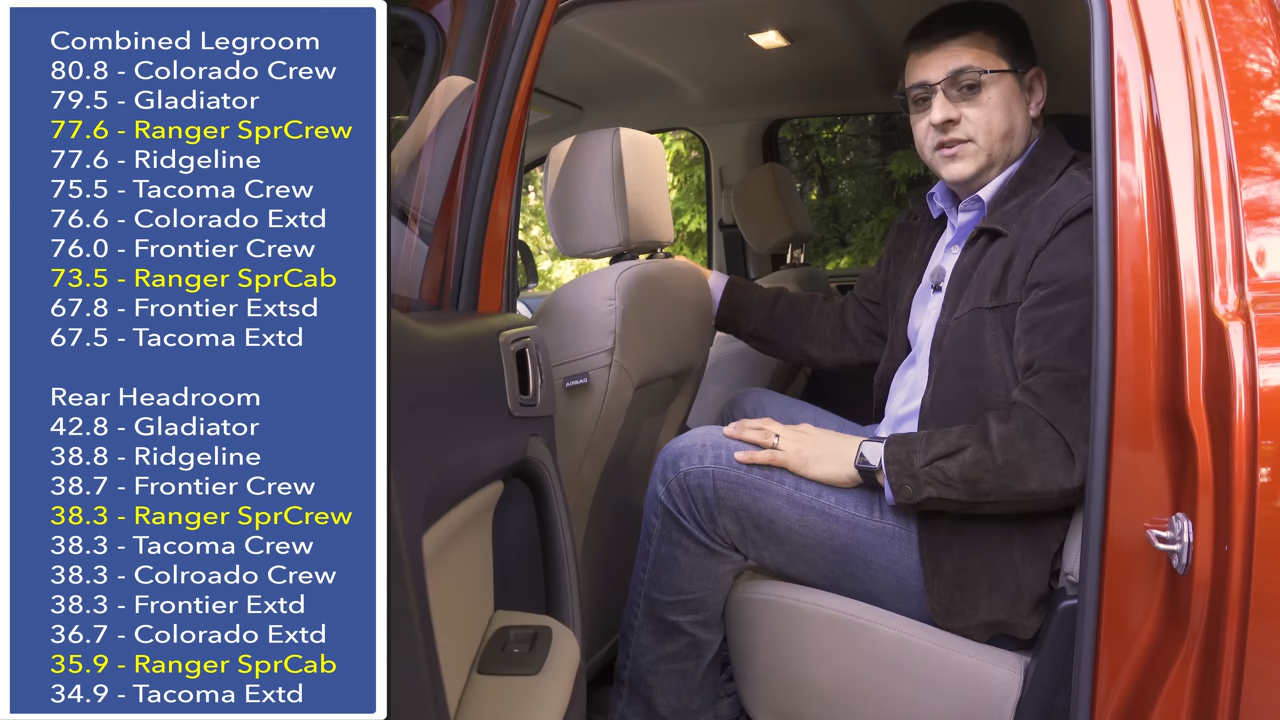 Combined Legroom
80.8 - Colorado Crew
79.5 - Gladiator
77.6 - Ranger SprCrew
77.6 - Ridgeline
75.5 - Tacoma Crew
76.6 - Colorado Extd
76.0 - Frontier Crew
73.5 - Ranger SprCab
67.8 - Frontier Extsd
67.5 - Tacoma Extd
Rear Headroom
42.8 - Gladiator
38.8 - Ridgeline
38.7 - Frontier Crew
38.3 - Ranger SprCrew
38.3 - Tacoma Crew
38.3 - Colroado Crew
38.3 - Frontier Extd
36.7 - Colorado Extd
35.9 - Ranger SprCab
34.9 - Tacoma Extd
AIRBAG